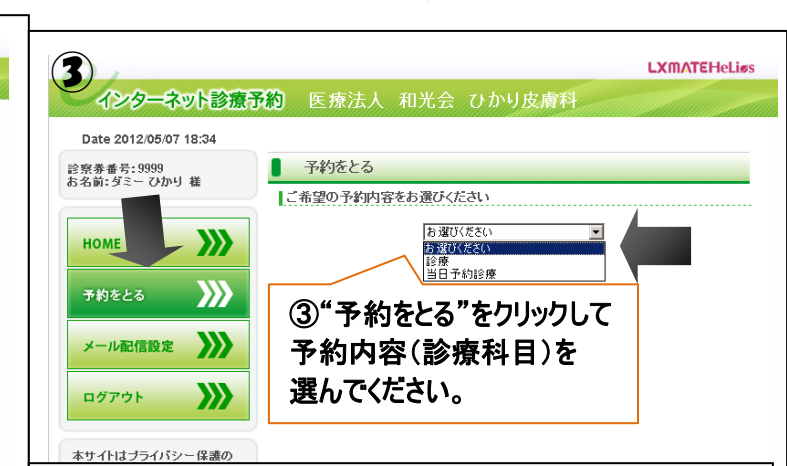 ③
LXMATEHeLios
インターネット診療予約 医療法人 和光会 ひかり皮膚科
Date 2012/05/07 18:34
診察券番号:9999
お名前:ダミー ひかり 様
予約をとる
ご希望の予約内容をお選びください
お選びください
お選びください
診療
当日予約診療
HOME
予約をとる
メール配信設定
ログアウト
③“予約をとる”をクリックして
予約内容(診療科目)を
選んでください。
本サイトはプライバシー保護の